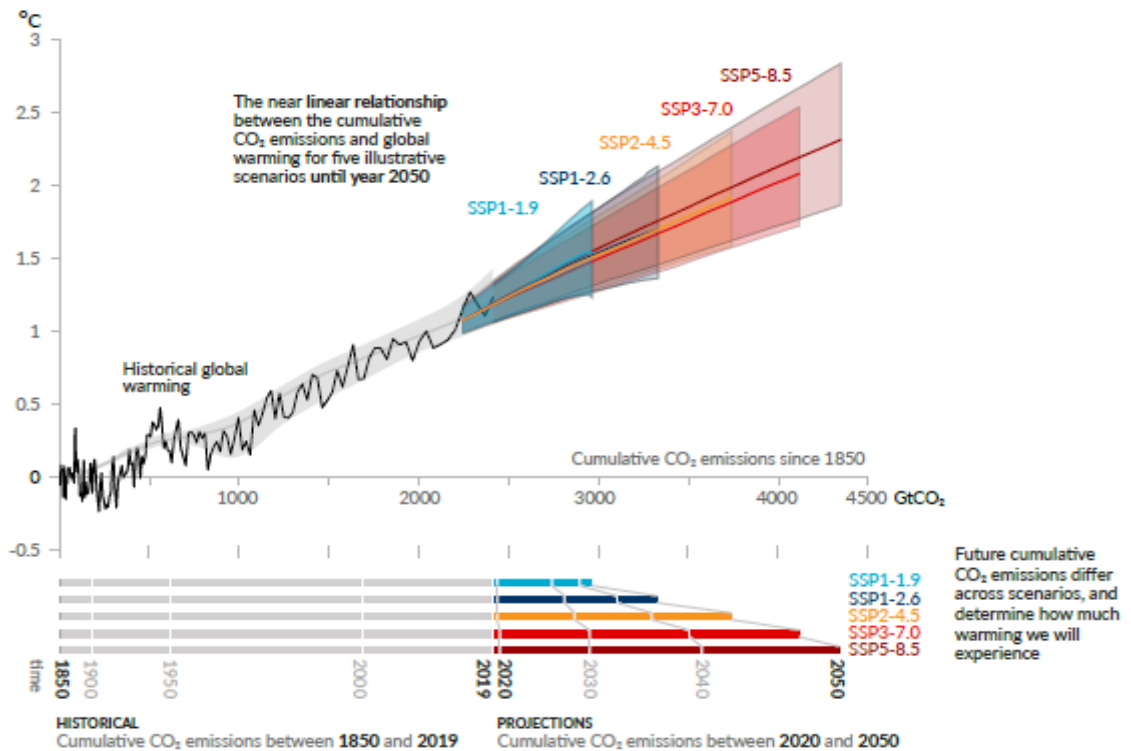 °C
3
2.5
2
1.5
1
0.5
0
-0.5
The near linear relationship
between the cumulative
CO₂ emissions and global
warming for five illustrative
scenarios until year 2050
SSP5-8.5
SSP3-7.0
SSP2-4.5
SSP1-2.6
SSP1-1.9
Historical global
warming
Cumulative CO₂ emissions since 1850
1000
2000
3000
4000
4500
GtCO₂
SSP1-1.9
SSP1-2.6
SSP2-4.5
SSP3-7.0
SSP5-8.5
Future cumulative
CO₂ emissions differ
across scenarios, and
determine how much
warming we will
experience
time
1850
1900
1950
2000
2019
2020
2030
2040
2050
HISTORICAL
Cumulative CO₂ emissions between 1850 and 2019
PROJECTIONS
Cumulative CO₂ emissions between 2020 and 2050